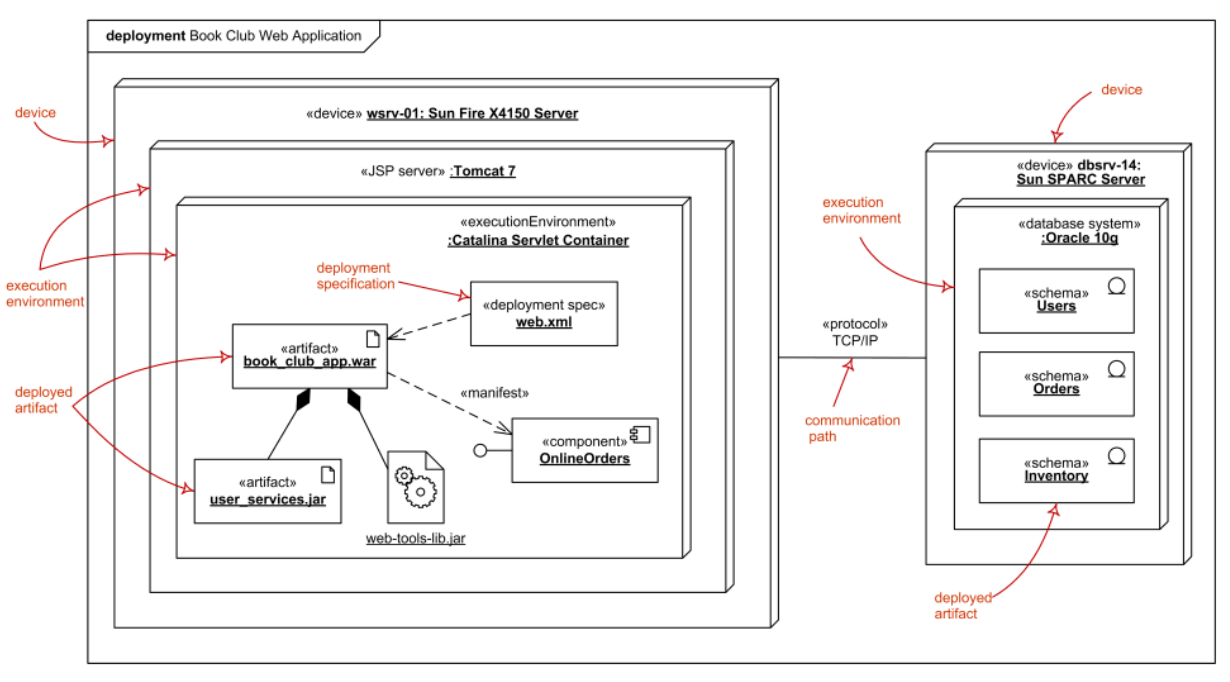 deployment Book Club Web Application
device
«device» wsrv-01: Sun Fire X4150 Server
«JSP server» :Tomcat 7
«executionEnvironment»
:Catalina Servlet Container
execution
environment
deployment
specification
«deployment spec»
web.xml
«artifact»
book_club_app.war
«manifest»
deployed
artifact
«component»
OnlineOrders
«artifact»
user_services.jar
web-tools-lib.jar
«protocol»
TCP/IP
communication
path
device
«device» dbsrv-14:
Sun SPARC Server
execution
environment
«database system»
:Oracle 10g
«schema»
Users
«schema»
Orders
«schema»
Inventory
deployed
artifact